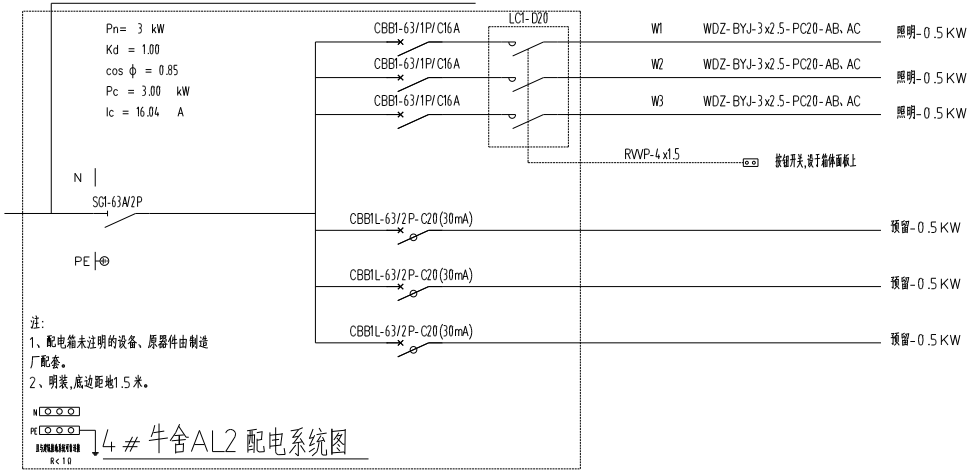 Pn= 3 kW
Kd = 1.00
cos ϕ = 0.85
Pc = 3.00 kW
Ic = 16.04 A
LC1-D20
CBB1-63/1P/C16A W1 WDZ-BYJ-3x2.5-PC20-AB、AC 照明-0.5KW
CBB1-63/1P/C16A W2 WDZ-BYJ-3x2.5-PC20-AB、AC 照明-0.5KW
CBB1-63/1P/C16A W3 WDZ-BYJ-3x2.5-PC20-AB、AC 照明-0.5KW
RVVP-4x1.5 按钮开关,设于箱体面板上
N
SG1-63A/2P
PE
CBB1L-63/2P-C20(30mA) 预留-0.5KW
CBB1L-63/2P-C20(30mA) 预留-0.5KW
CBB1L-63/2P-C20(30mA) 预留-0.5KW
注:
1、配电箱未注明的设备、原器件由制造
厂配套。
2、明装,底边距地1.5米。
N
PE
R<1Ω
4#牛舍AL2配电系统图